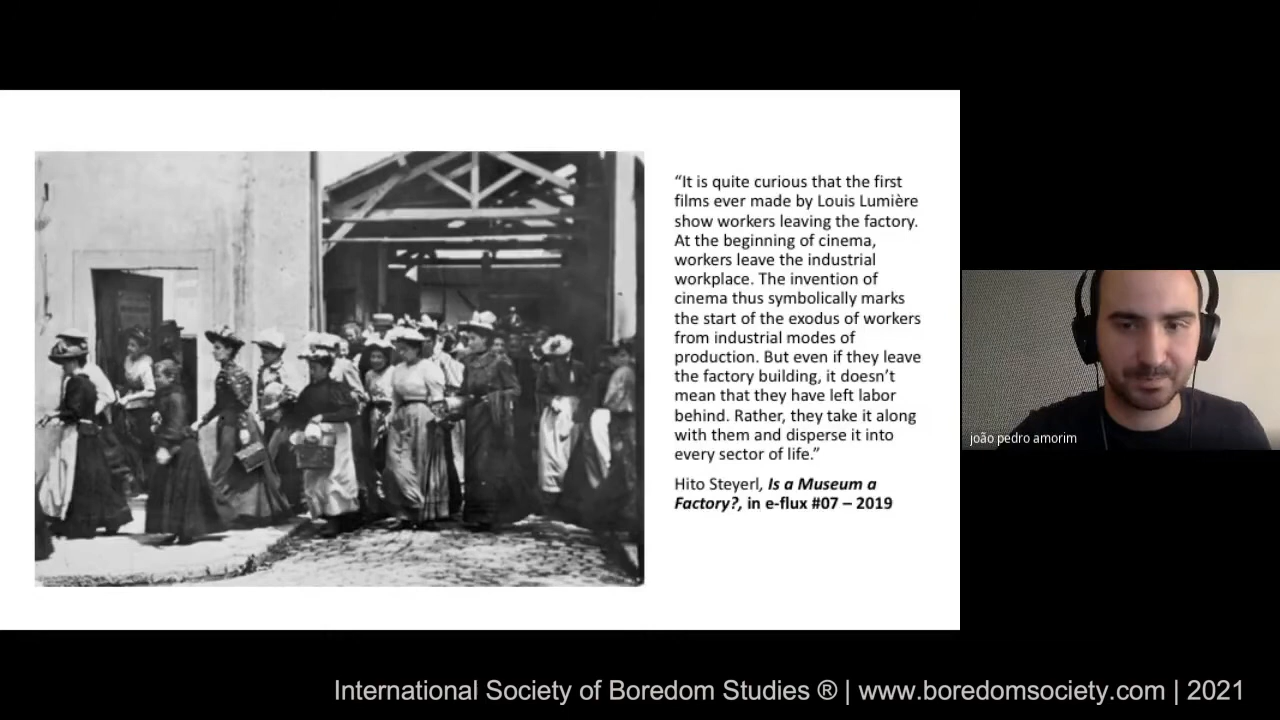 “It is quite curious that the first
films ever made by Louis Lumière
show workers leaving the factory.
At the beginning of cinema,
workers leave the industrial
workplace. The invention of
cinema thus symbolically marks
the start of the exodus of workers
from industrial modes of
production. But even if they leave
the factory building, it doesn’t
mean that they have left labor
behind. Rather, they take it along
with them and disperse it into
every sector of life.”
Hito Steyerl, Is a Museum a
Factory?, in e-flux #07 – 2019
joão pedro amorim
International Society of Boredom Studies ® | www.boredomsociety.com | 2021